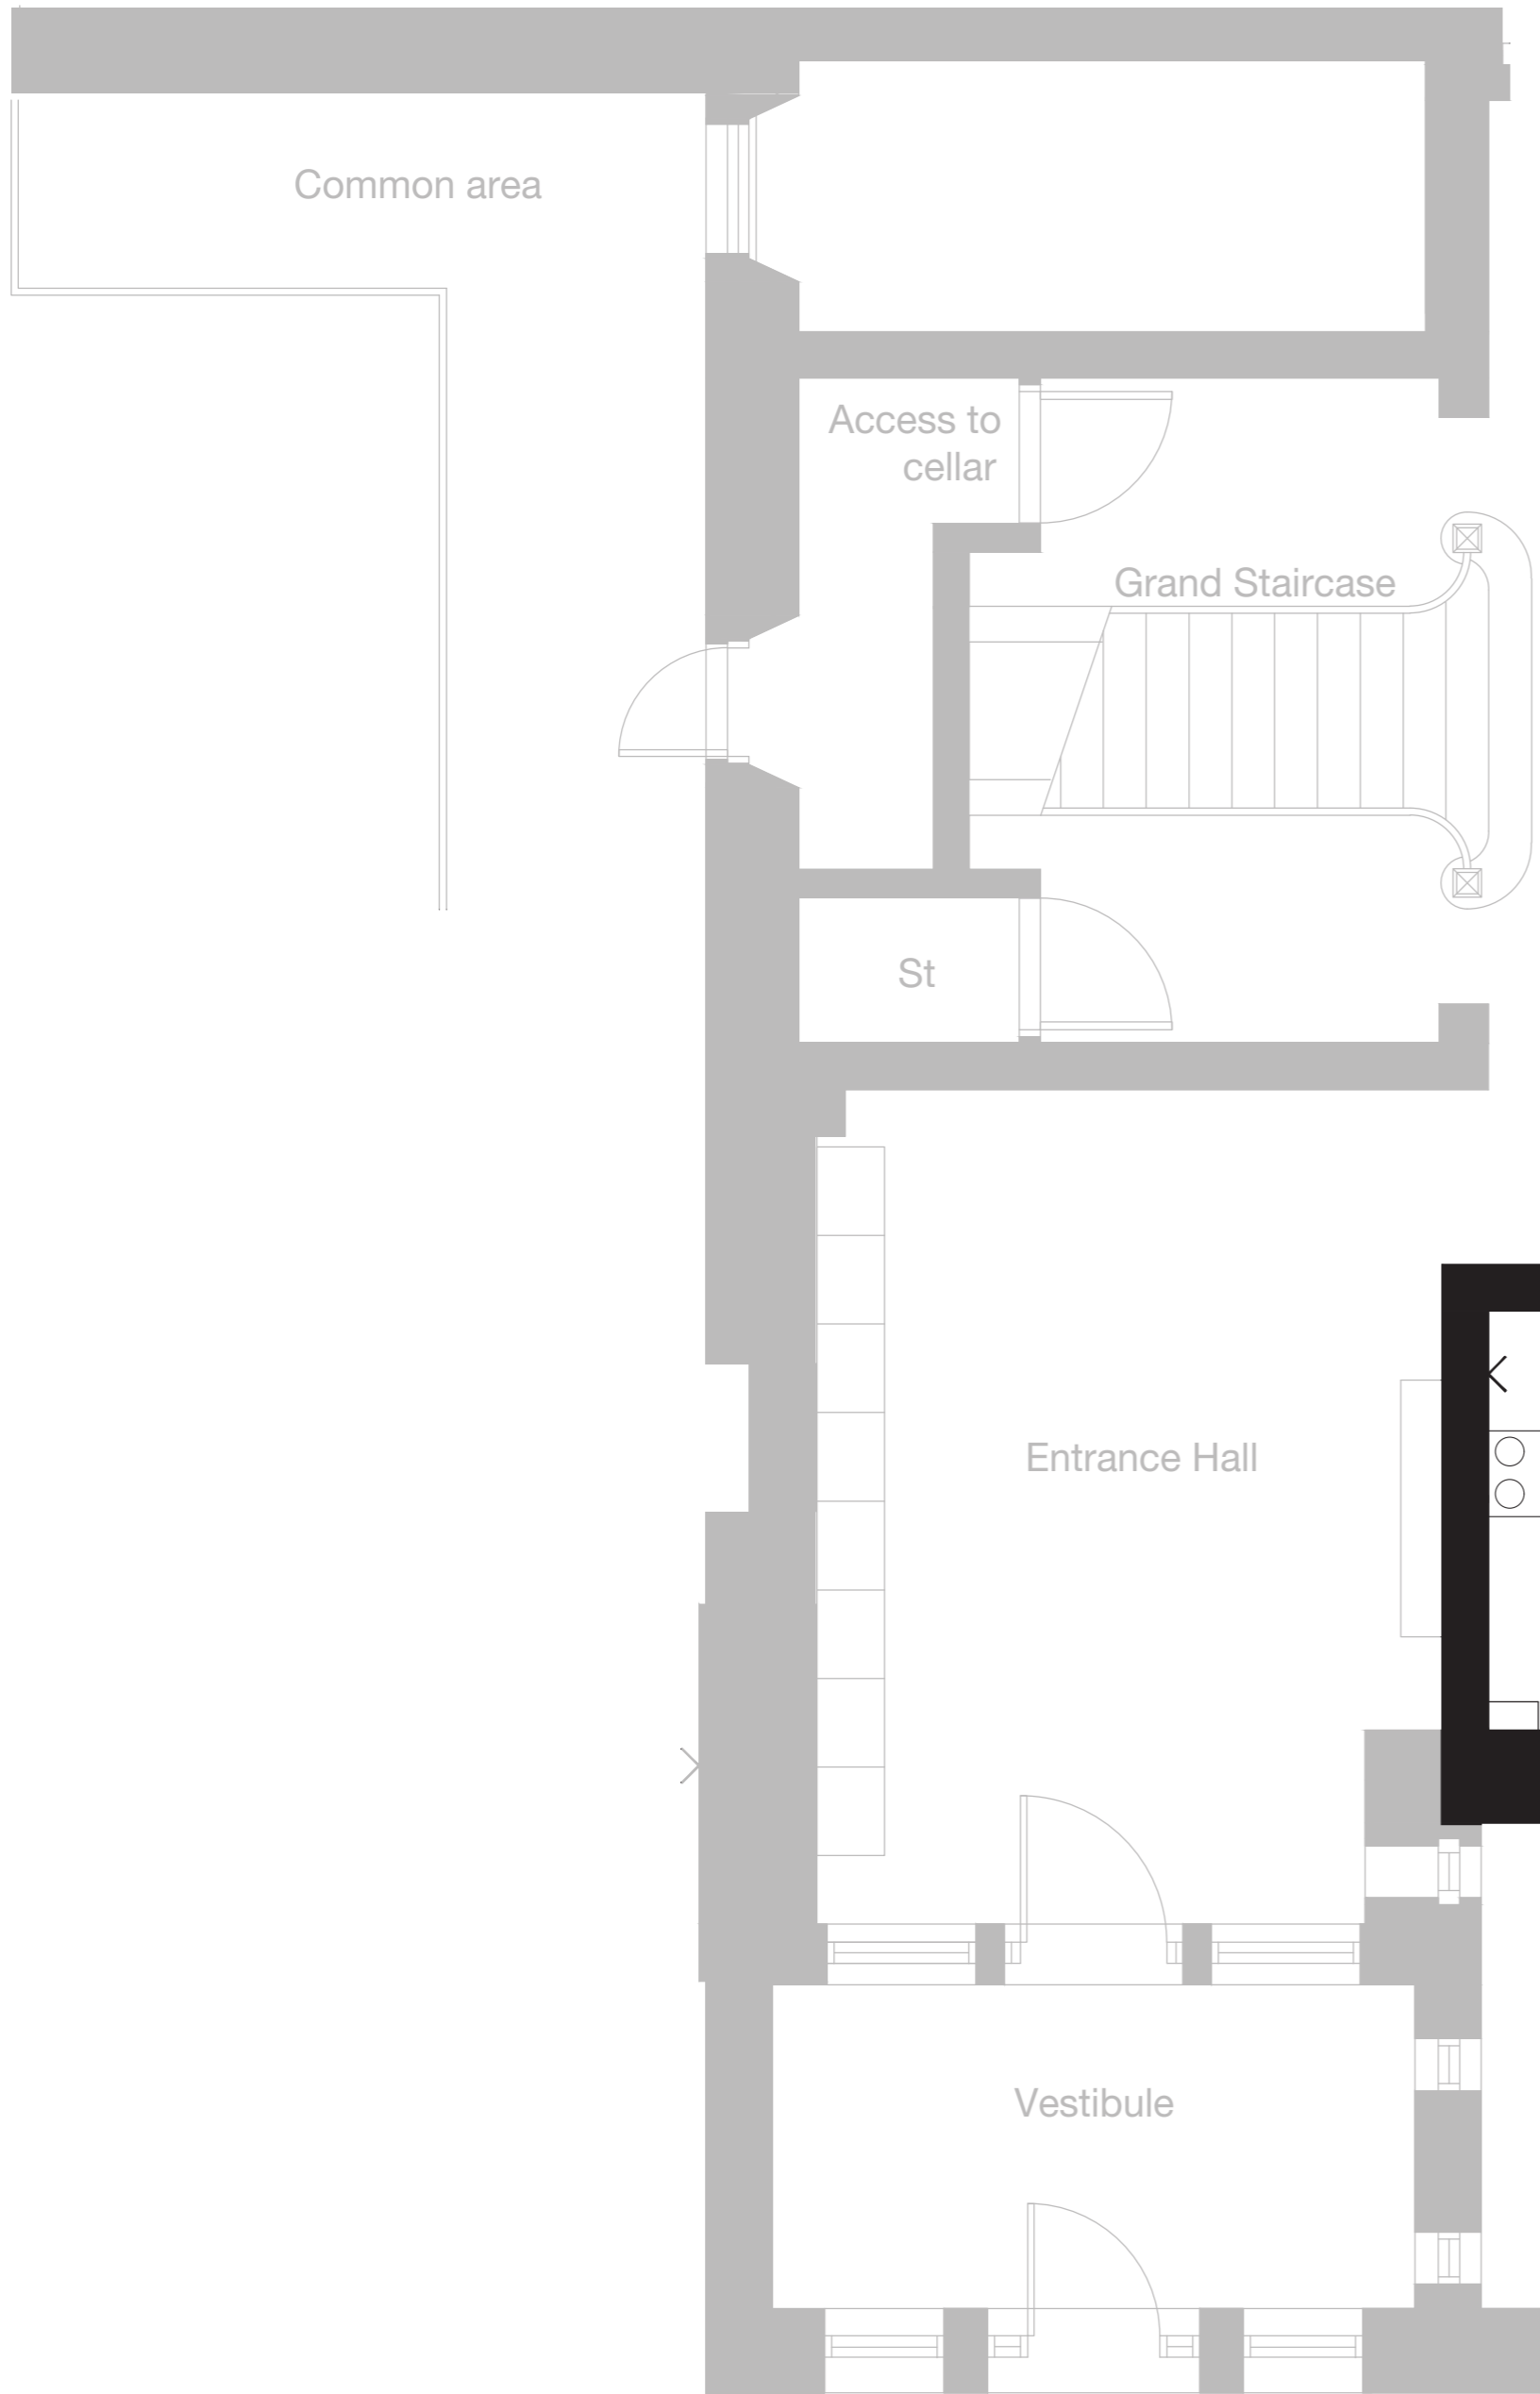 Common area
Access to
cellar
Grand Staircase
St
Entrance Hall
Vestibule